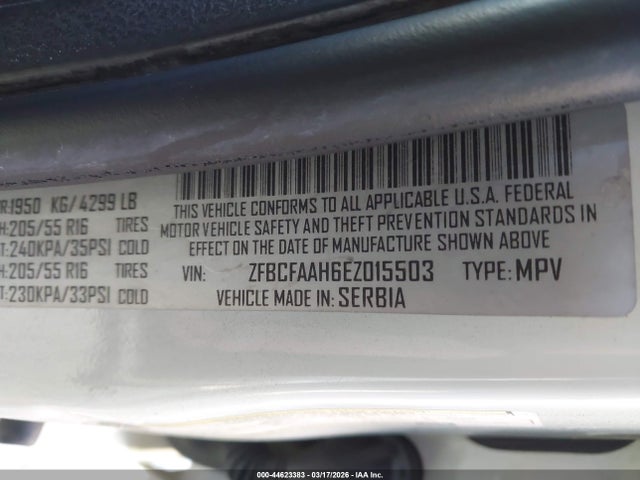 R:1950 KG/4299 LB
H:205/55 R16 TIRES
T:240KPA/35PSI COLD
H:205/55 R16 TIRES
T:230KPA/33PSI COLD
THIS VEHICLE CONFORMS TO ALL APPLICABLE U.S.A. FEDERAL
MOTOR VEHICLE SAFETY AND THEFT PREVENTION STANDARDS IN
EFFECT ON THE DATE OF MANUFACTURE SHOWN ABOVE.
VIN: ZFBCFAAH6EZ015503 TYPE: MPV
VEHICLE MADE IN: SERBIA
000-44623383 - 03/17/2026 - IAA Inc.